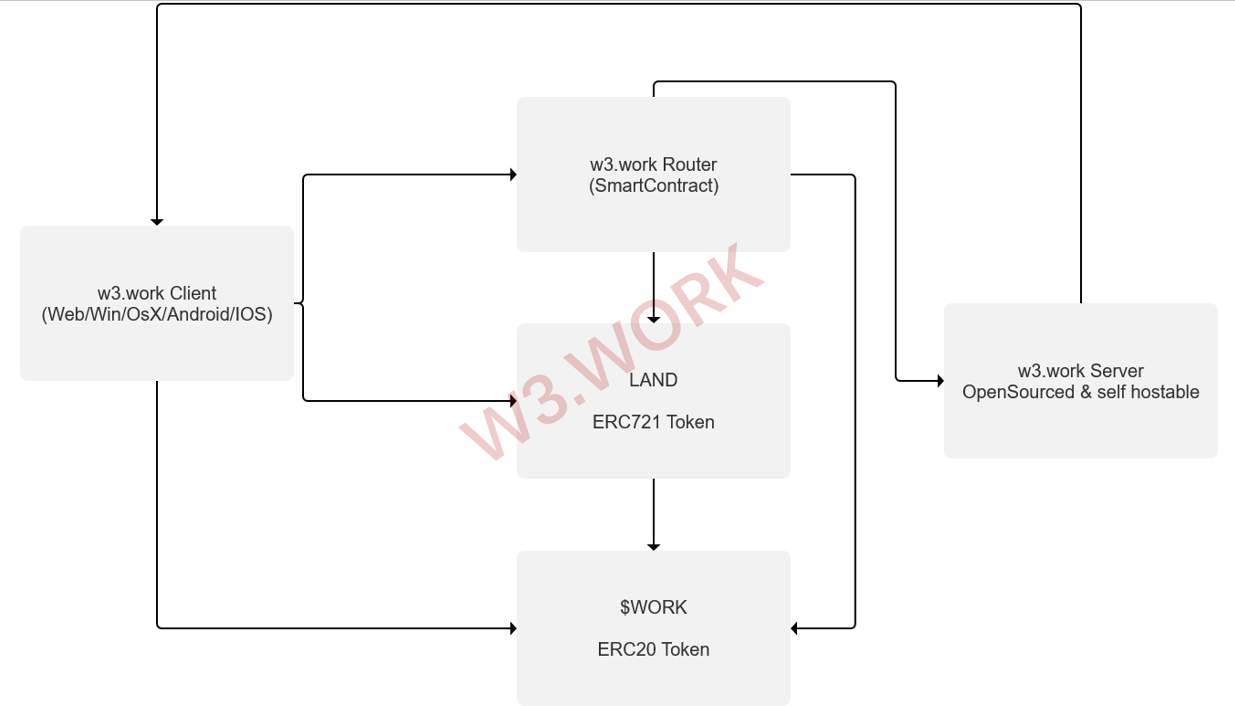 w3.work Router
(SmartContract)
w3.work Client
(Web/Win/OsX/Android/IOS)
W3.WORK
LAND
ERC721 Token
w3.work Server
OpenSourced & self hostable
$WORK
ERC20 Token